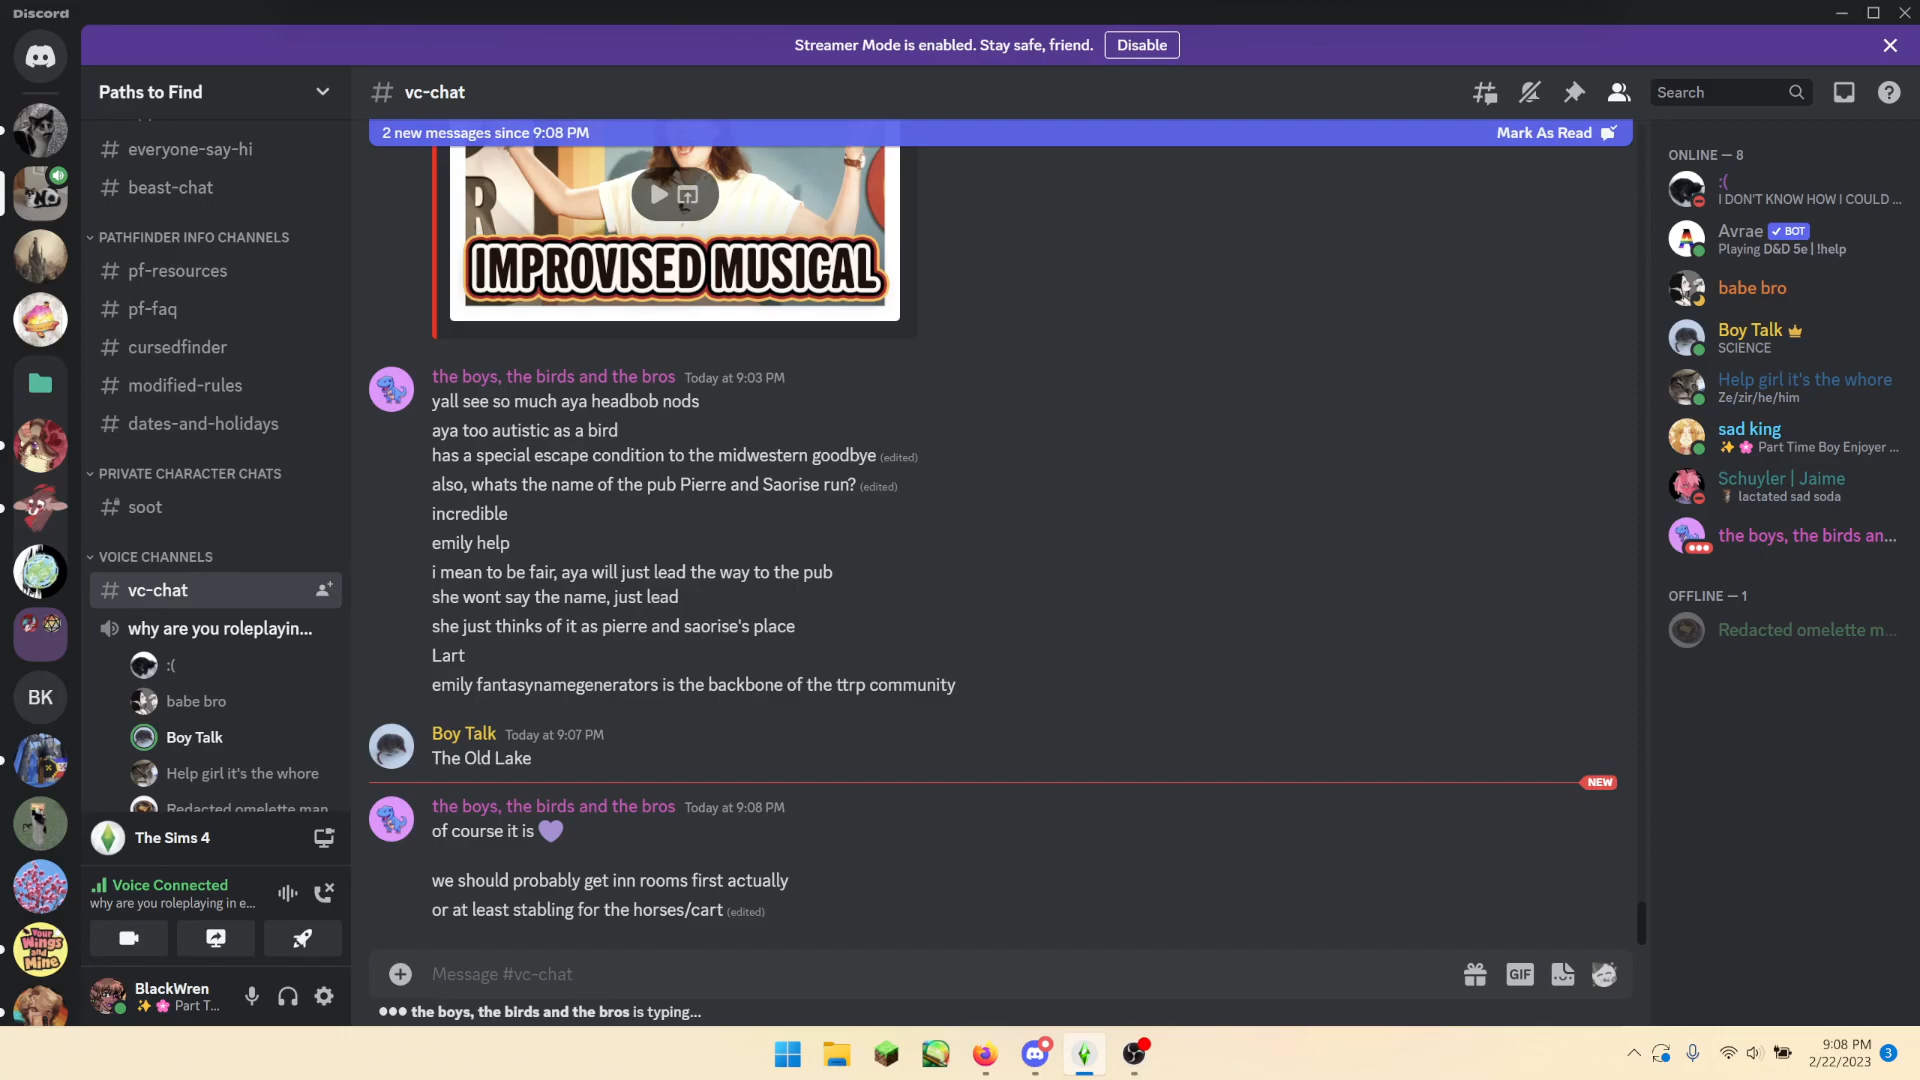 Discord
Streamer Mode is enabled. Stay safe, friend.
Disable
Paths to Find
everyone-say-hi
beast-chat
PATHFINDER INFO CHANNELS
pf-resources
pf-faq
cursedfinder
modified-rules
dates-and-holidays
PRIVATE CHARACTER CHATS
soot
VOICE CHANNELS
vc-chat
why are you roleplayin...
:(
babe bro
Boy Talk
Help girl it's the whore
Redacted omelette man
The Sims 4
Voice Connected
why are you roleplaying in e...
BlackWren
✨ 🌸 Part T...
BK
Your Wings and Mine
# vc-chat
Search
2 new messages since 9:08 PM
Mark As Read
IMPROVISED MUSICAL
the boys, the birds and the bros Today at 9:03 PM
yall see so much aya headbob nods
aya too autistic as a bird
has a special escape condition to the midwestern goodbye (edited)
also, whats the name of the pub Pierre and Saorise run? (edited)
incredible
emily help
i mean to be fair, aya will just lead the way to the pub
she wont say the name, just lead
she just thinks of it as pierre and saorise's place
Lart
emily fantasynamegenerators is the backbone of the ttrp community
Boy Talk Today at 9:07 PM
The Old Lake
NEW
the boys, the birds and the bros Today at 9:08 PM
of course it is 💜
we should probably get inn rooms first actually
or at least stabling for the horses/cart (edited)
Message #vc-chat
GIF
the boys, the birds and the bros is typing...
ONLINE — 8
:(
I DON'T KNOW HOW I COULD ...
Avrae ✓ BOT
Playing D&D 5e | !help
babe bro
Boy Talk
SCIENCE
Help girl it's the whore
Ze/zir/he/him
sad king
✨ 🌸 Part Time Boy Enjoyer ...
Schuyler | Jaime
lactated sad soda
the boys, the birds an...
OFFLINE — 1
Redacted omelette m...
9:08 PM
2/22/2023
3